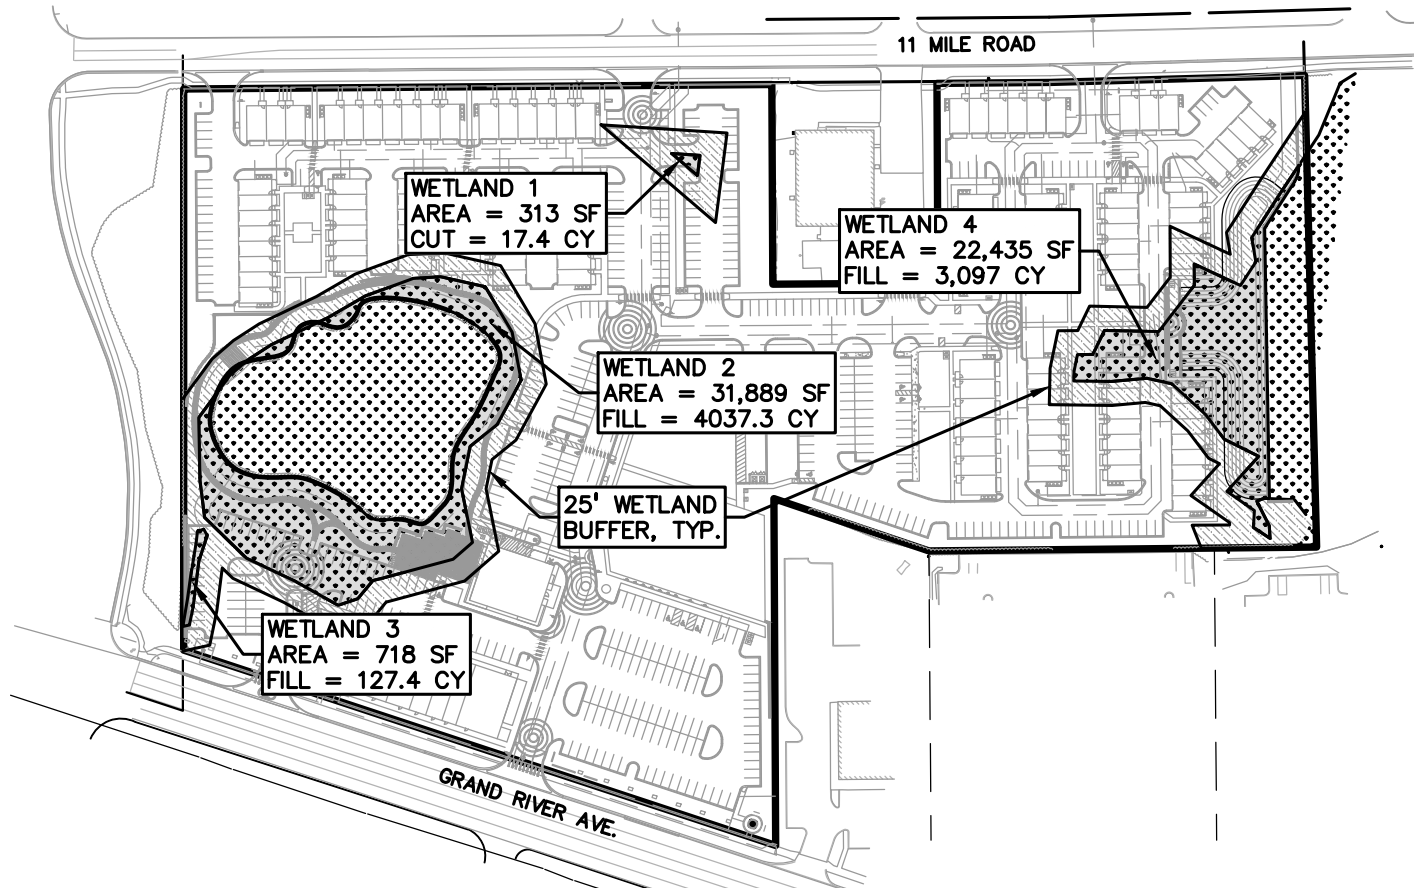 11 MILE ROAD
WETLAND 1
AREA = 313 SF
CUT = 17.4 CY
WETLAND 4
AREA = 22,435 SF
FILL = 3,097 CY
WETLAND 2
AREA = 31,889 SF
FILL = 4037.3 CY
25' WETLAND
BUFFER, TYP.
WETLAND 3
AREA = 718 SF
FILL = 127.4 CY
GRAND RIVER AVE.